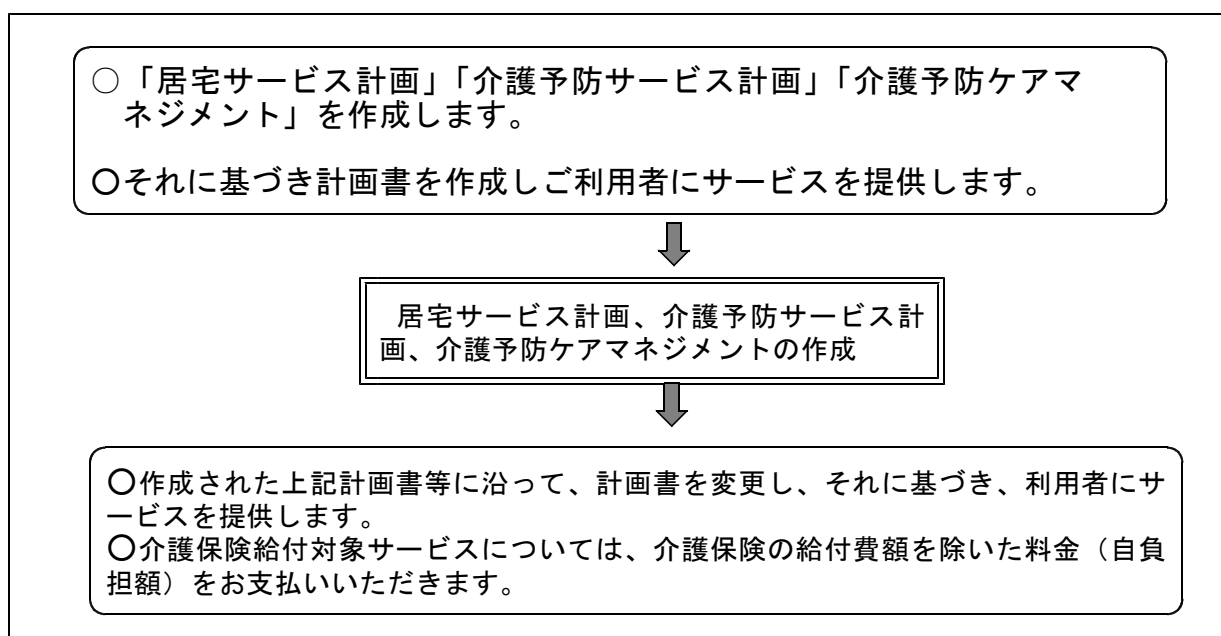 ○「居宅サービス計画」「介護予防サービス計画」「介護予防ケアマ
ネジメント」を作成します。
〇それに基づき計画書を作成しご利用者にサービスを提供します。
居宅サービス計画、介護予防サービス計
画、介護予防ケアマネジメントの作成
〇作成された上記計画書等に沿って、計画書を変更し、それに基づき、利用者にサ
ービスを提供します。
〇介護保険給付対象サービスについては、介護保険の給付費額を除いた料金（自負
担額）をお支払いいただきます。